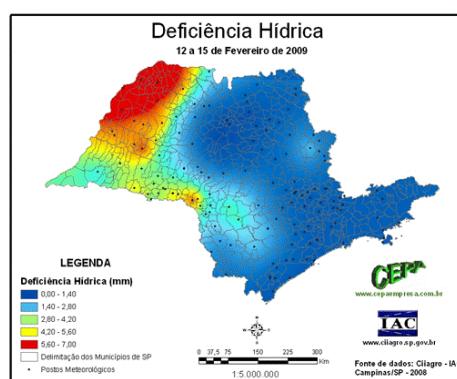 Deficiência Hídrica
12 a 15 de Fevereiro de 2009
LEGENDA
Deficiência Hídrica (mm)
0,00 - 1,40
1,40 - 2,80
2,80 - 4,20
4,20 - 5,60
5,60 - 7,00
Delimitação dos Municípios de SP
Postos Meteorológicos
N
W E
S
0 37,5 75 150 225 300
Km
1:5.000.000
CEPA
www.cepaempresa.com.br
IAC
www.ciiagro.sp.gov.br
Fonte de dados: Ciiagro - IA
Campinas/SP - 2008